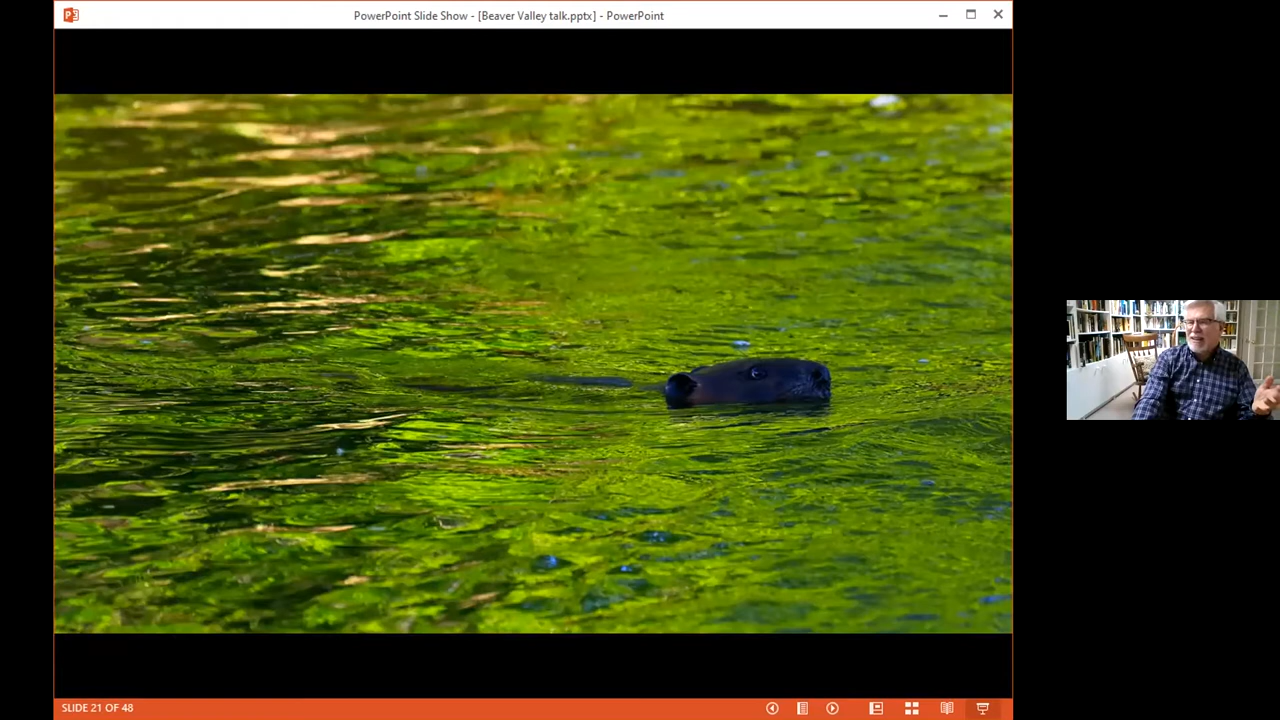 PowerPoint Slide Show - [Beaver Valley talk.pptx] - PowerPoint
SLIDE 21 OF 48